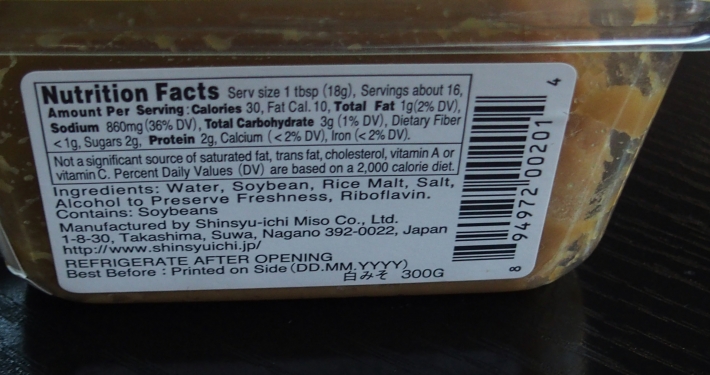 Nutrition Facts Serv size 1 tbsp (18g), Servings about 16,
Amount Per Serving: Calories 30, Fat Cal. 10, Total Fat 1g(2% DV),
Sodium 860mg(36% DV), Total Carbohydrate 3g (1% DV), Dietary Fiber
<1g, Sugars 2g, Protein 2g, Calcium (<2% DV), Iron (<2% DV).
Not a significant source of saturated fat, trans fat, cholesterol, vitamin A or
vitamin C. Percent Daily Values (DV) are based on a 2,000 calorie diet.
Ingredients: Water, Soybean, Rice Malt, Salt,
Alcohol to Preserve Freshness, Riboflavin.
Contains: Soybeans
Manufactured by Shinsyu-ichi Miso Co., Ltd.
1-8-30, Takashima, Suwa, Nagano 392-0022, Japan
http://www.shinsyuichi.jp/
REFRIGERATE AFTER OPENING
Best Before : Printed on Side (DD.MM.YYYY)
白みそ 300G
8 94972 00201 4